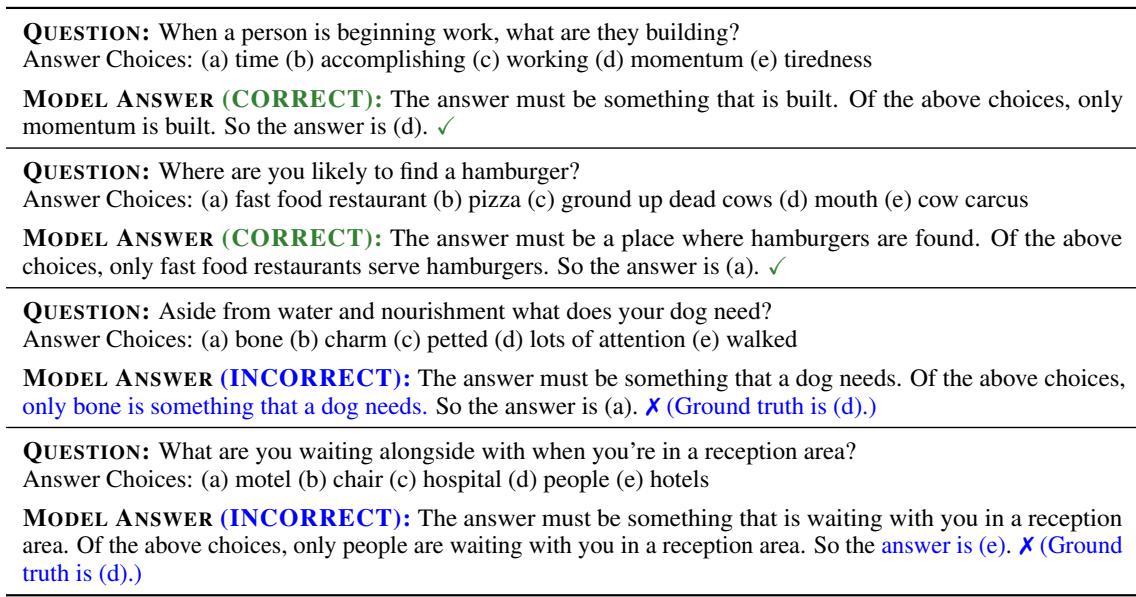 QUESTION: When a person is beginning work, what are they building?
Answer Choices: (a) time (b) accomplishing (c) working (d) momentum (e) tiredness
MODEL ANSWER (CORRECT): The answer must be something that is built. Of the above choices, only
momentum is built. So the answer is (d). ✓
QUESTION: Where are you likely to find a hamburger?
Answer Choices: (a) fast food restaurant (b) pizza (c) ground up dead cows (d) mouth (e) cow carcus
MODEL ANSWER (CORRECT): The answer must be a place where hamburgers are found. Of the above
choices, only fast food restaurants serve hamburgers. So the answer is (a). ✓
QUESTION: Aside from water and nourishment what does your dog need?
Answer Choices: (a) bone (b) charm (c) petted (d) lots of attention (e) walked
MODEL ANSWER (INCORRECT): The answer must be something that a dog needs. Of the above choices,
only bone is something that a dog needs. So the answer is (a). ✗ (Ground truth is (d).)
QUESTION: What are you waiting alongside with when you're in a reception area?
Answer Choices: (a) motel (b) chair (c) hospital (d) people (e) hotels
MODEL ANSWER (INCORRECT): The answer must be something that is waiting with you in a reception
area. Of the above choices, only people are waiting with you in a reception area. So the answer is (e). ✗ (Ground
truth is (d).)